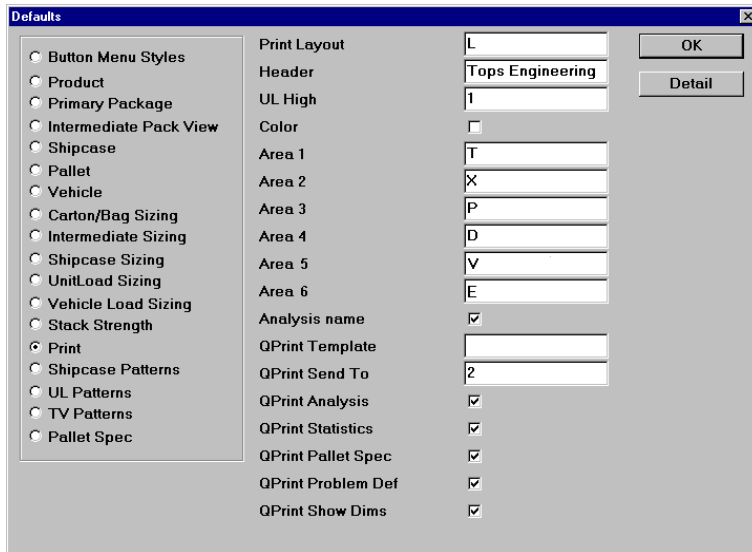 Defaults
Button Menu Styles
Product
Primary Package
Intermediate Pack View
Shipcase
Pallet
Vehicle
Carton/Bag Sizing
Intermediate Sizing
Shipcase Sizing
UnitLoad Sizing
Vehicle Load Sizing
Stack Strength
Print
Shipcase Patterns
UL Patterns
TV Patterns
Pallet Spec
Print Layout L
Header Tops Engineering
UL High 1
Color
Area 1 T
Area 2 X
Area 3 P
Area 4 D
Area 5 V
Area 6 E
Analysis name
QPrint Template
QPrint Send To 2
QPrint Analysis
QPrint Statistics
QPrint Pallet Spec
QPrint Problem Def
QPrint Show Dims
OK
Detail